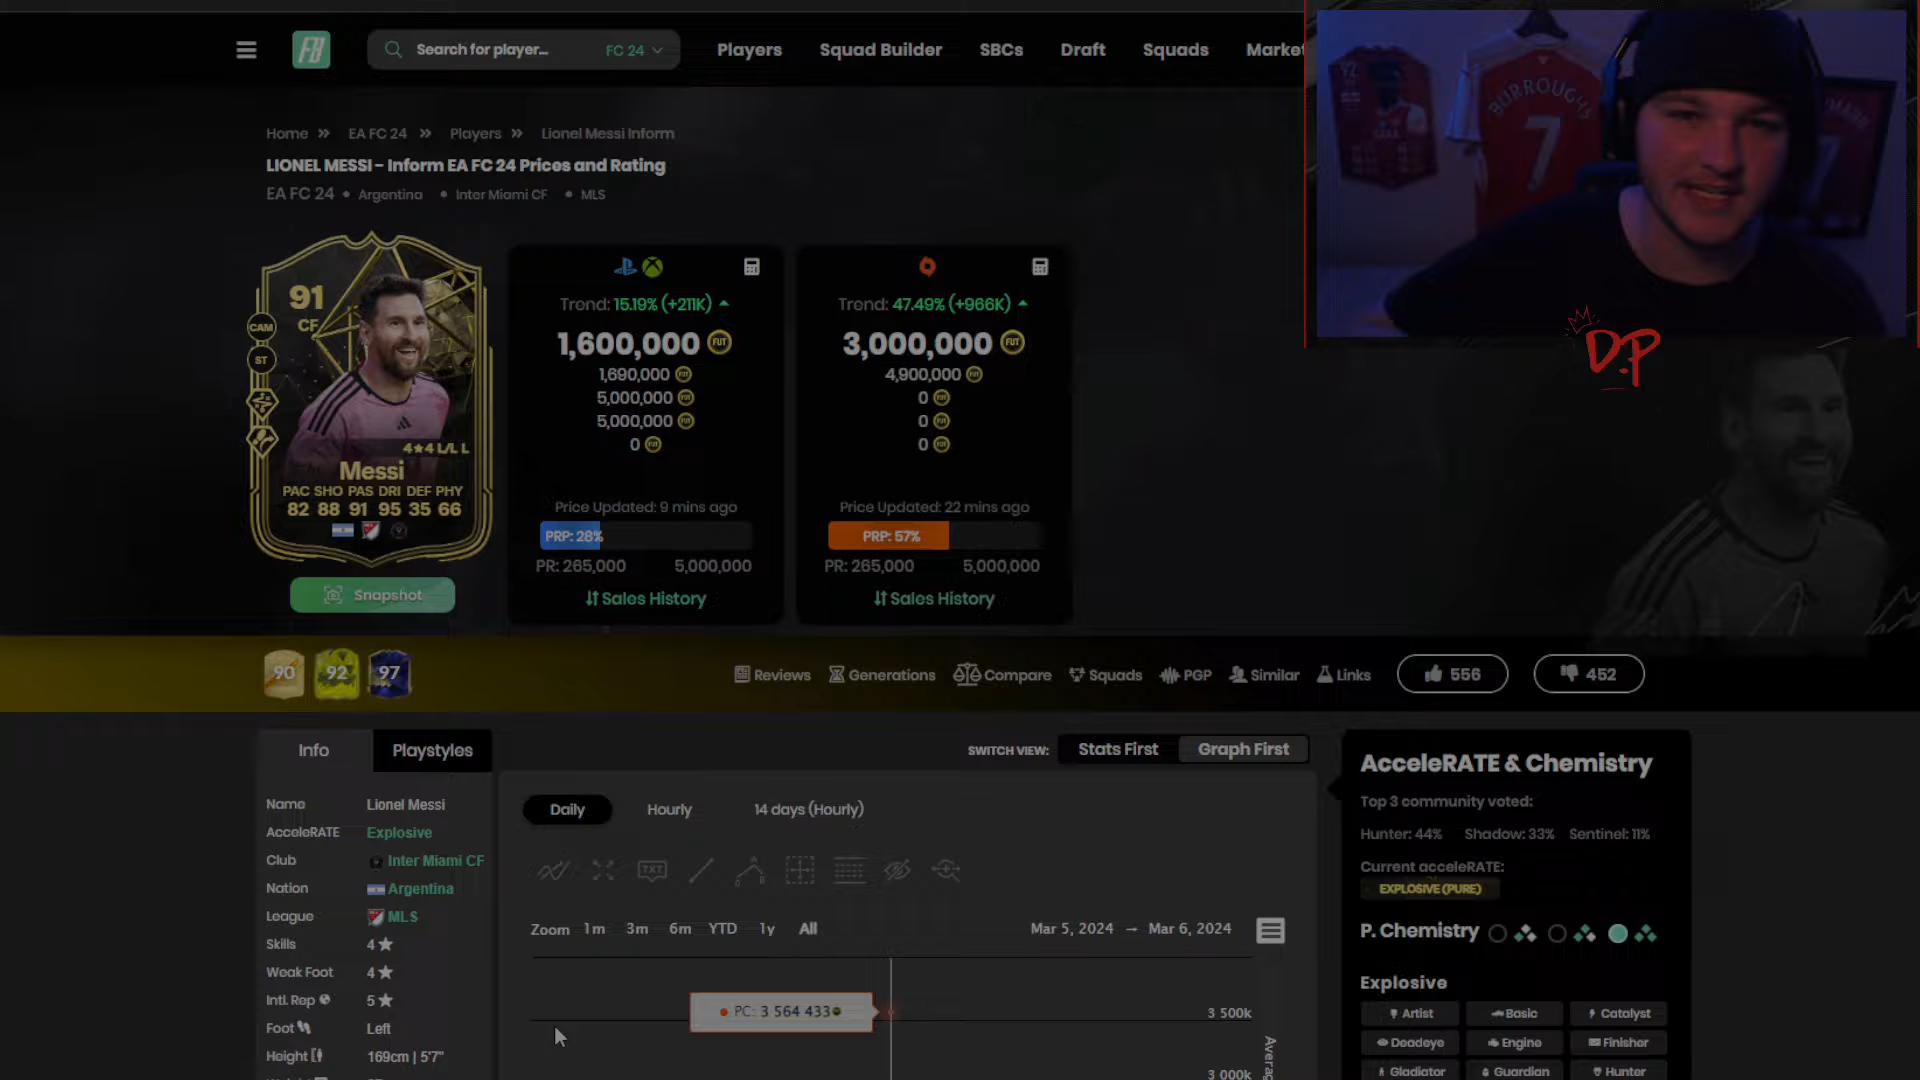 FB
Search for player...
FC 24
Players
Squad Builder
SBCs
Draft
Squads
Market
BURROUGHS
7
Home » EA FC 24 » Players » Lionel Messi Inform
LIONEL MESSI - Inform EA FC 24 Prices and Rating
EA FC 24 • Argentina • Inter Miami CF • MLS
91
CF
CAM
ST
4★4 L/L L
Messi
PAC SHO PAS DRI DEF PHY
82 88 91 95 35 66
Snapshot
Trend: 15.19% (+211K)
1,600,000 FUT
1,690,000
5,000,000
5,000,000
0
Price Updated: 9 mins ago
PRP: 28%
PR: 265,000 5,000,000
Sales History
Trend: 47.49% (+966K)
3,000,000 FUT
4,900,000
0
0
0
Price Updated: 22 mins ago
PRP: 57%
PR: 265,000 5,000,000
Sales History
D.P
90 92 97
Reviews Generations Compare Squads PGP Similar Links 556 452
Info Playstyles
Name Lionel Messi
AcceleRATE Explosive
Club Inter Miami CF
Nation Argentina
League MLS
Skills 4★
Weak Foot 4★
Intl. Rep 5★
Foot Left
Height 169cm | 5'7"
SWITCH VIEW: Stats First Graph First
Daily Hourly 14 days (Hourly)
TXT
Zoom 1m 3m 6m YTD 1y All Mar 5, 2024 → Mar 6, 2024
PC: 3 564 433
3 500k
3 000k
Averag
AcceleRATE & Chemistry
Top 3 community voted:
Hunter: 44% Shadow: 33% Sentinel: 11%
Current acceleRATE:
EXPLOSIVE (PURE)
P. Chemistry
Explosive
Artist Basic Catalyst
Deadeye Engine Finisher
Gladiator Guardian Hunter